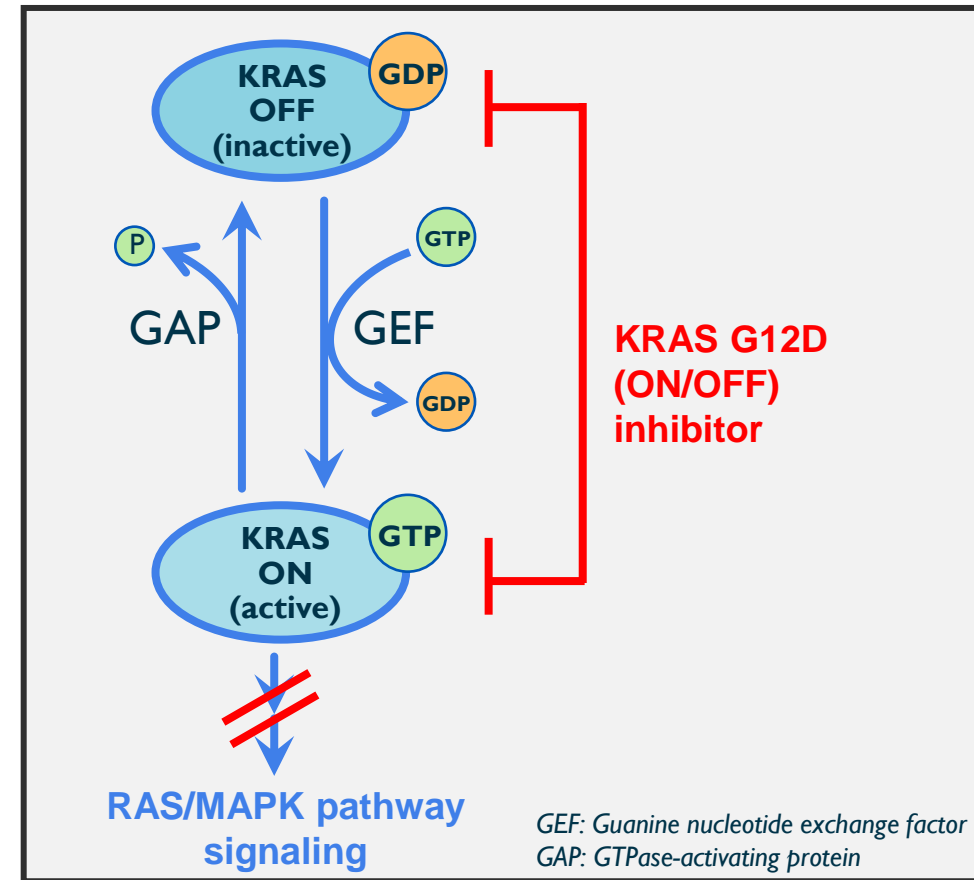 KRAS
OFF
(inactive)
GDP
P
GTP
GAP
GEF
GDP
KRAS G12D
(ON/OFF)
inhibitor
KRAS
ON
(active)
GTP
RAS/MAPK pathway
signaling
GEF: Guanine nucleotide exchange factor
GAP: GTPase-activating protein